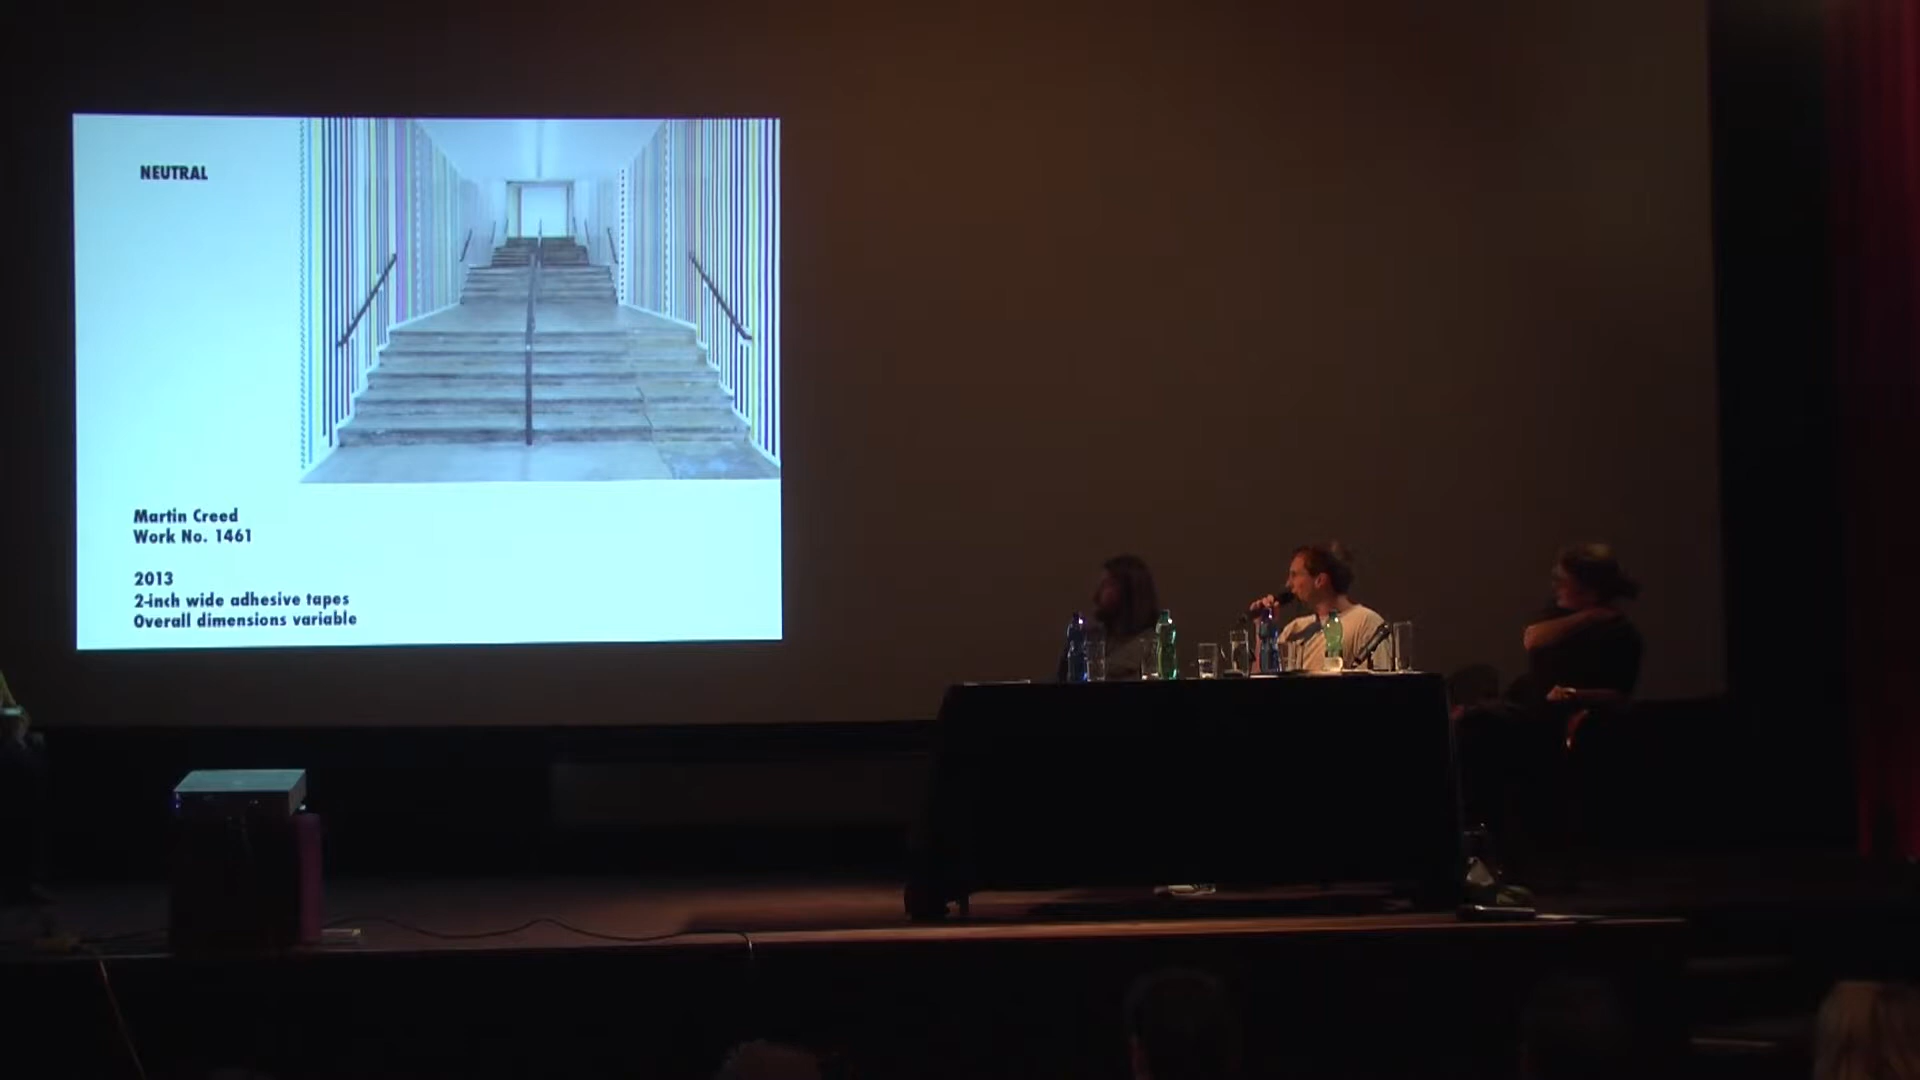 NEUTRAL
Martin Creed
Work No. 1461
2013
2-inch wide adhesive tapes
Overall dimensions variable